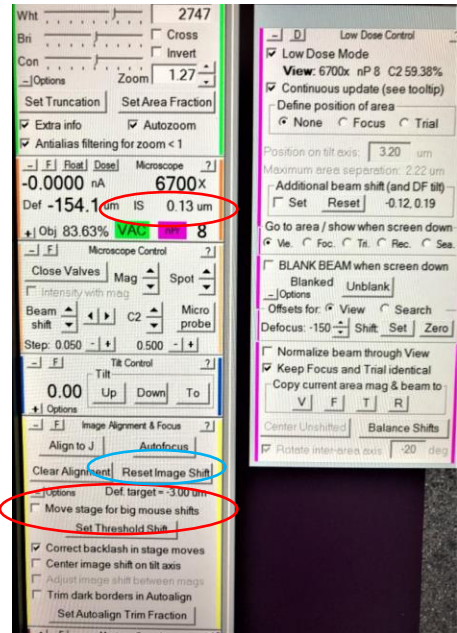 Wht 2747
Bri Cross
Con Invert
- Options Zoom 1.27
Set Truncation Set Area Fraction
Extra info Autozoom
Antialias filtering for zoom < 1
- F Float Dose Microscope ?
-0.0000 nA 6700 x
Def -154.1 um IS 0.13 um
+ Obj 83.63% VAC nPr 8
- F Microscope Control ?
Close Valves Mag Spot
Intensity with mag
Beam shift C2 Micro probe
Step: 0.050 - + 0.500 - +
- F Tilt Control ?
Tilt
0.00 Up Down To
+ Options
- F Image Alignment & Focus ?
Align to J Autofocus
Clear Alignment Reset Image Shift
- Options Def. target = -3.00 um
Move stage for big mouse shifts
Set Threshold Shift
Correct backlash in stage moves
Center image shift on tilt axis
Adjust image shift between mags
Trim dark borders in Autoalign
Set Autoalign Trim Fraction
- D Low Dose Control
Low Dose Mode
View: 6700x nP 8 C2 59.38%
Continuous update (see tooltip)
Define position of area
None Focus Trial
Position on tilt axis: 3.20 um
Maximum area separation: 2.22 um
Additional beam shift (and DF tilt)
Set Reset -0.12, 0.19
Go to area / show when screen down
Vie. Foc. Tri. Rec. Sea.
BLANK BEAM when screen down
Blanked Unblank
- Options
Offsets for: View Search
Defocus: -150 Shift: Set Zero
Normalize beam through View
Keep Focus and Trial identical
Copy current area mag & beam to
V F T R
Center Unshifted Balance Shifts
Rotate inter-area axis -20 deg